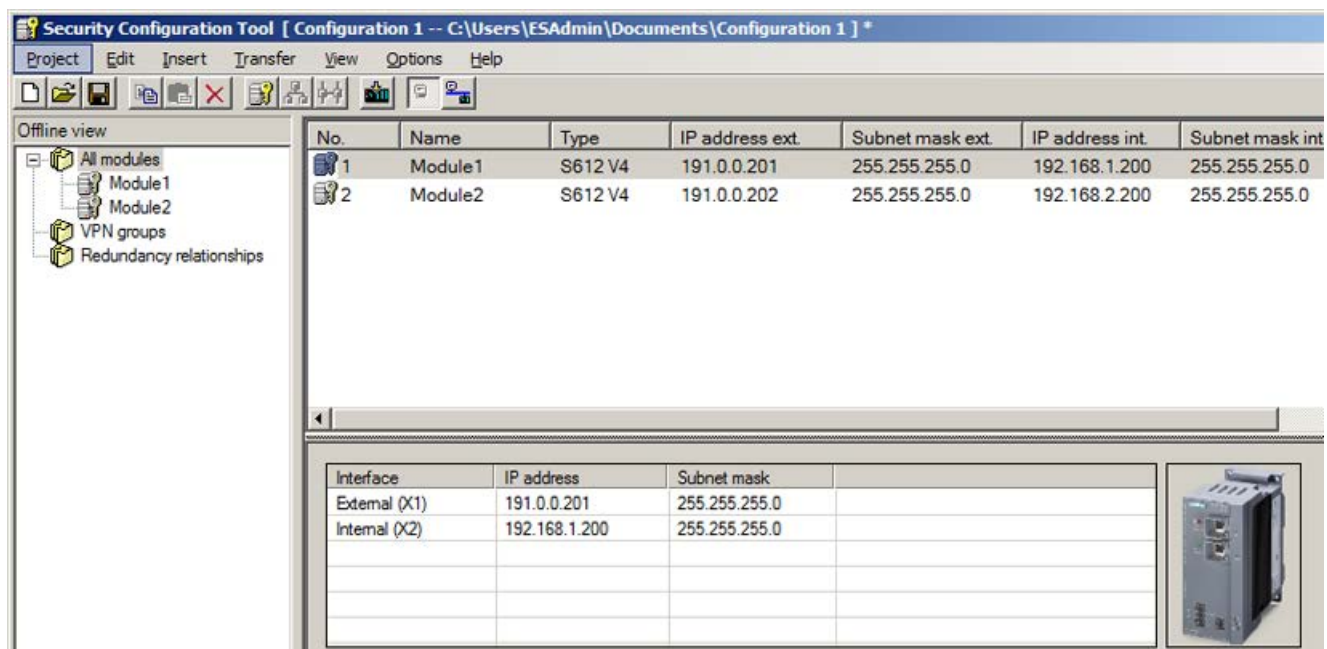 Security Configuration Tool [ Configuration 1 -- C:\Users\ESAdmin\Documents\Configuration 1 ] *
Project Edit Insert Transfer View Options Help
Offline view
All modules
Module1
Module2
VPN groups
Redundancy relationships
No. Name Type IP address ext. Subnet mask ext. IP address int. Subnet mask int
1 Module1 S612 V4 191.0.0.201 255.255.255.0 192.168.1.200 255.255.255.0
2 Module2 S612 V4 191.0.0.202 255.255.255.0 192.168.2.200 255.255.255.0
Interface IP address Subnet mask
External (X1) 191.0.0.201 255.255.255.0
Internal (X2) 192.168.1.200 255.255.255.0